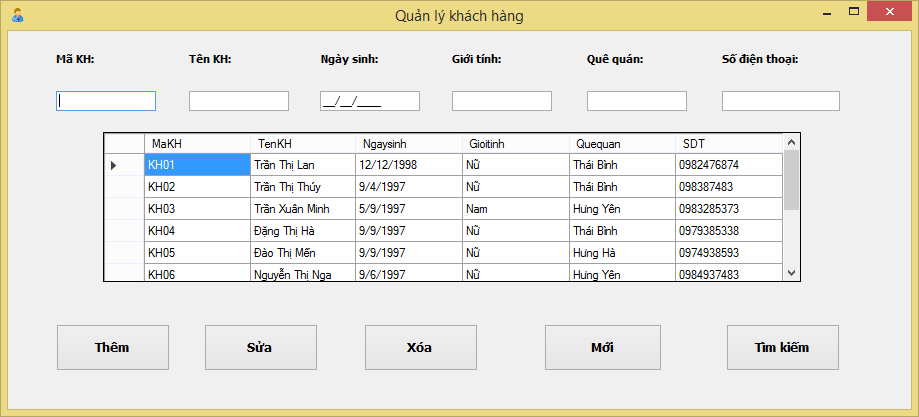 Quản lý khách hàng
Mã KH: Tên KH: Ngày sinh: Giới tính: Quê quán: Số điện thoại:
__/__/____
MaKH TenKH Ngaysinh Gioitinh Quequan SDT
KH01 Trần Thị Lan 12/12/1998 Nữ Thái Bình 0982476874
KH02 Trần Thị Thúy 9/4/1997 Nữ Thái Bình 098387483
KH03 Trần Xuân Minh 5/9/1997 Nam Hưng Yên 0983285373
KH04 Đặng Thị Hà 9/9/1997 Nữ Thái Bình 0979385338
KH05 Đào Thị Mến 9/9/1997 Nữ Hưng Hà 0974938593
KH06 Nguyễn Thị Nga 9/6/1997 Nữ Hưng Yên 0984937483
Thêm Sửa Xóa Mới Tìm kiếm